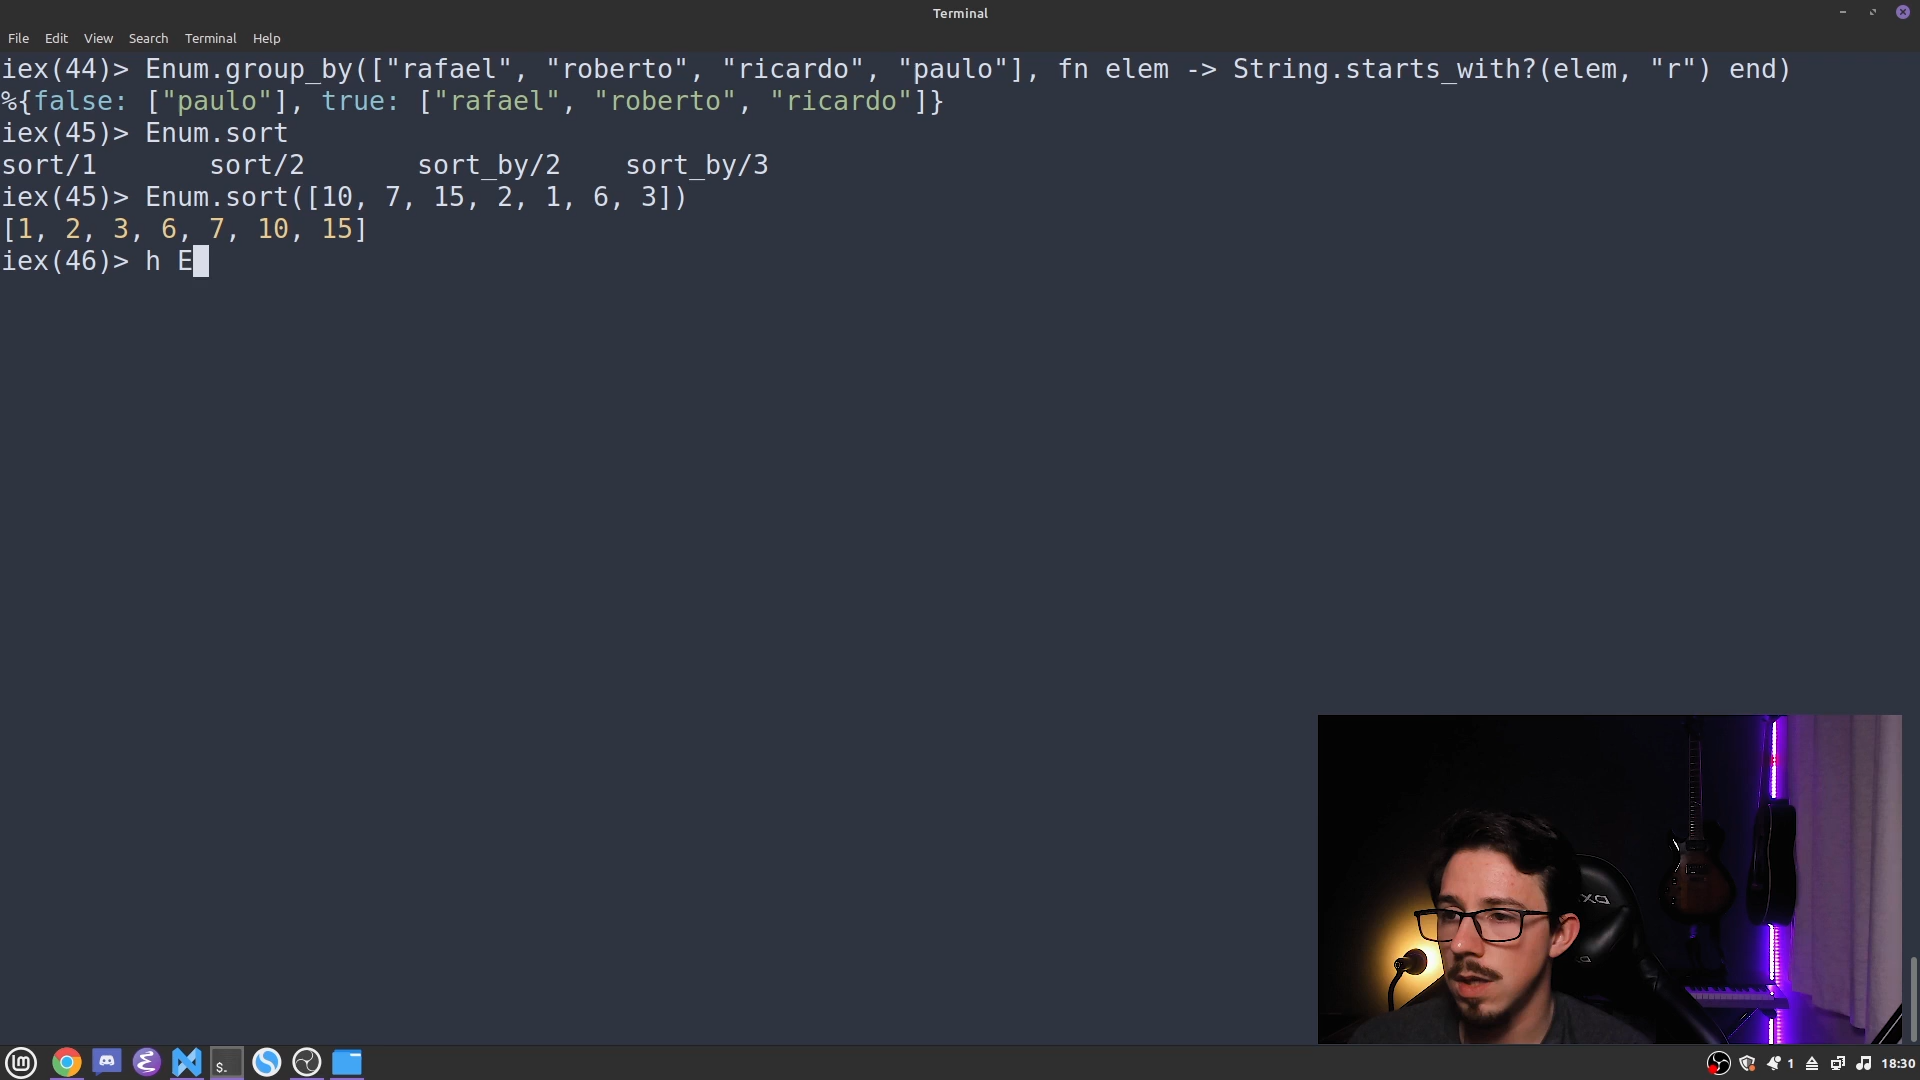 Terminal
File Edit View Search Terminal Help
iex(44)> Enum.group_by(["rafael", "roberto", "ricardo", "paulo"], fn elem -> String.starts_with?(elem, "r") end)
%{false: ["paulo"], true: ["rafael", "roberto", "ricardo"]}
iex(45)> Enum.sort
sort/1 sort/2 sort_by/2 sort_by/3
iex(45)> Enum.sort([10, 7, 15, 2, 1, 6, 3])
[1, 2, 3, 6, 7, 10, 15]
iex(46)> h E
$.
1 18:30